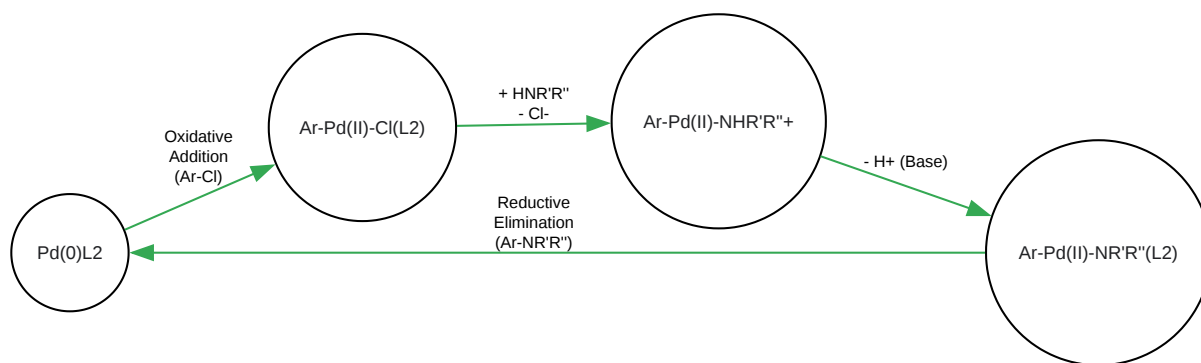 Pd(0)L2
Oxidative
Addition
(Ar-Cl)
Ar-Pd(II)-Cl(L2)
+ HNR'R"
- Cl-
Ar-Pd(II)-NHR'R"+
- H+ (Base)
Ar-Pd(II)-NR'R"(L2)
Reductive
Elimination
(Ar-NR'R")